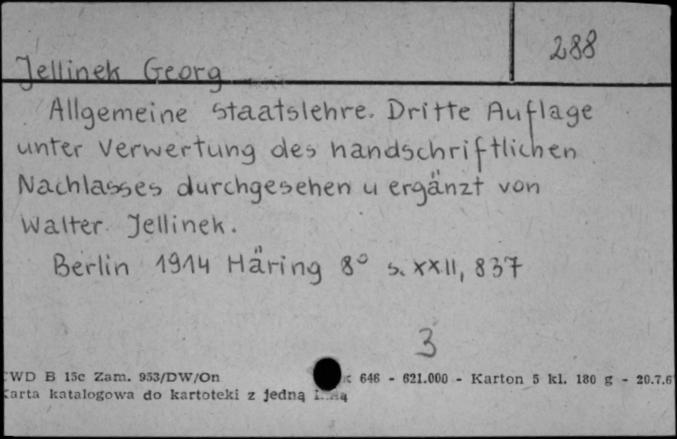 288
Jellinek Georg
Allgemeine Staatslehre. Dritte Auflage
unter Verwertung des handschriftlichen
Nachlasses durchgesehen u ergänzt von
Walter Jellinek.
Berlin 1914 Häring 8° s. XXII, 837
3
WD B 15c Zam. 953/DW/On 646 - 621.000 - Karton 5 kl. 180 g - 20.7.6
Karta katalogowa do kartoteki z jedną